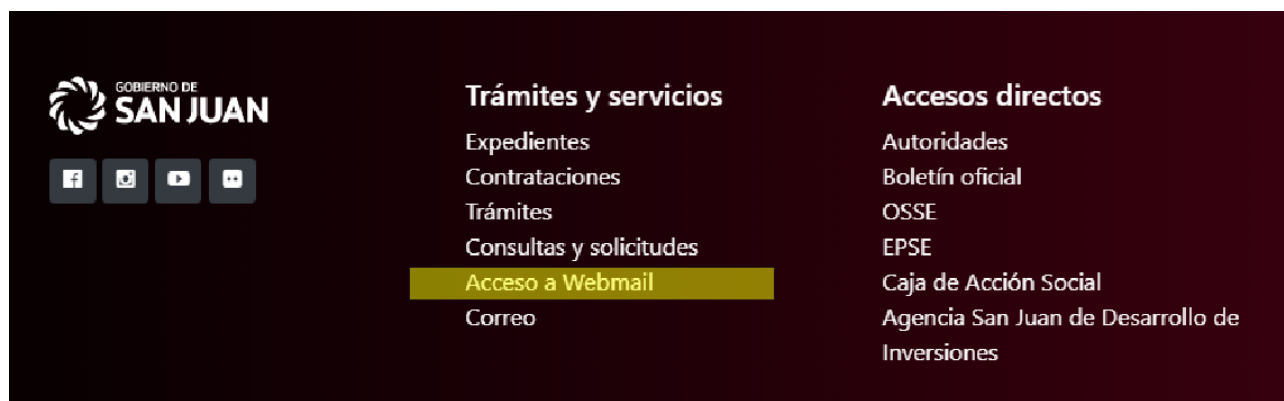 GOBIERNO DE
SAN JUAN
Trámites y servicios
Expedientes
Contrataciones
Trámites
Consultas y solicitudes
Acceso a Webmail
Correo
Accesos directos
Autoridades
Boletín oficial
OSSE
EPSE
Caja de Acción Social
Agencia San Juan de Desarrollo de
Inversiones